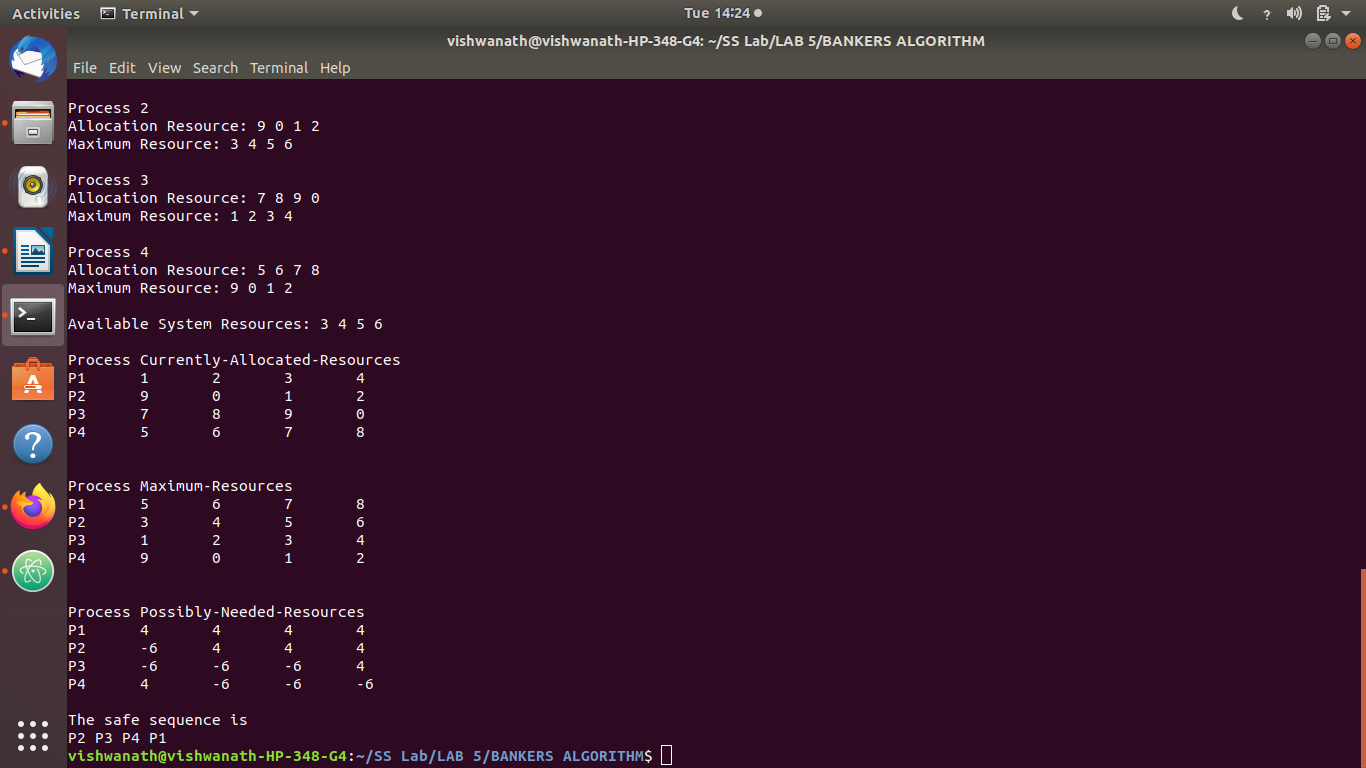 Activities Terminal Tue 14:24
vishwanath@vishwanath-HP-348-G4: ~/SS Lab/LAB 5/BANKERS ALGORITHM
File Edit View Search Terminal Help
Process 2
Allocation Resource: 9 0 1 2
Maximum Resource: 3 4 5 6
Process 3
Allocation Resource: 7 8 9 0
Maximum Resource: 1 2 3 4
Process 4
Allocation Resource: 5 6 7 8
Maximum Resource: 9 0 1 2
Available System Resources: 3 4 5 6
Process Currently-Allocated-Resources
P1 1 2 3 4
P2 9 0 1 2
P3 7 8 9 0
P4 5 6 7 8
Process Maximum-Resources
P1 5 6 7 8
P2 3 4 5 6
P3 1 2 3 4
P4 9 0 1 2
Process Possibly-Needed-Resources
P1 4 4 4 4
P2 -6 4 4 4
P3 -6 -6 -6 4
P4 4 -6 -6 -6
The safe sequence is
P2 P3 P4 P1
vishwanath@vishwanath-HP-348-G4:~/SS Lab/LAB 5/BANKERS ALGORITHM$